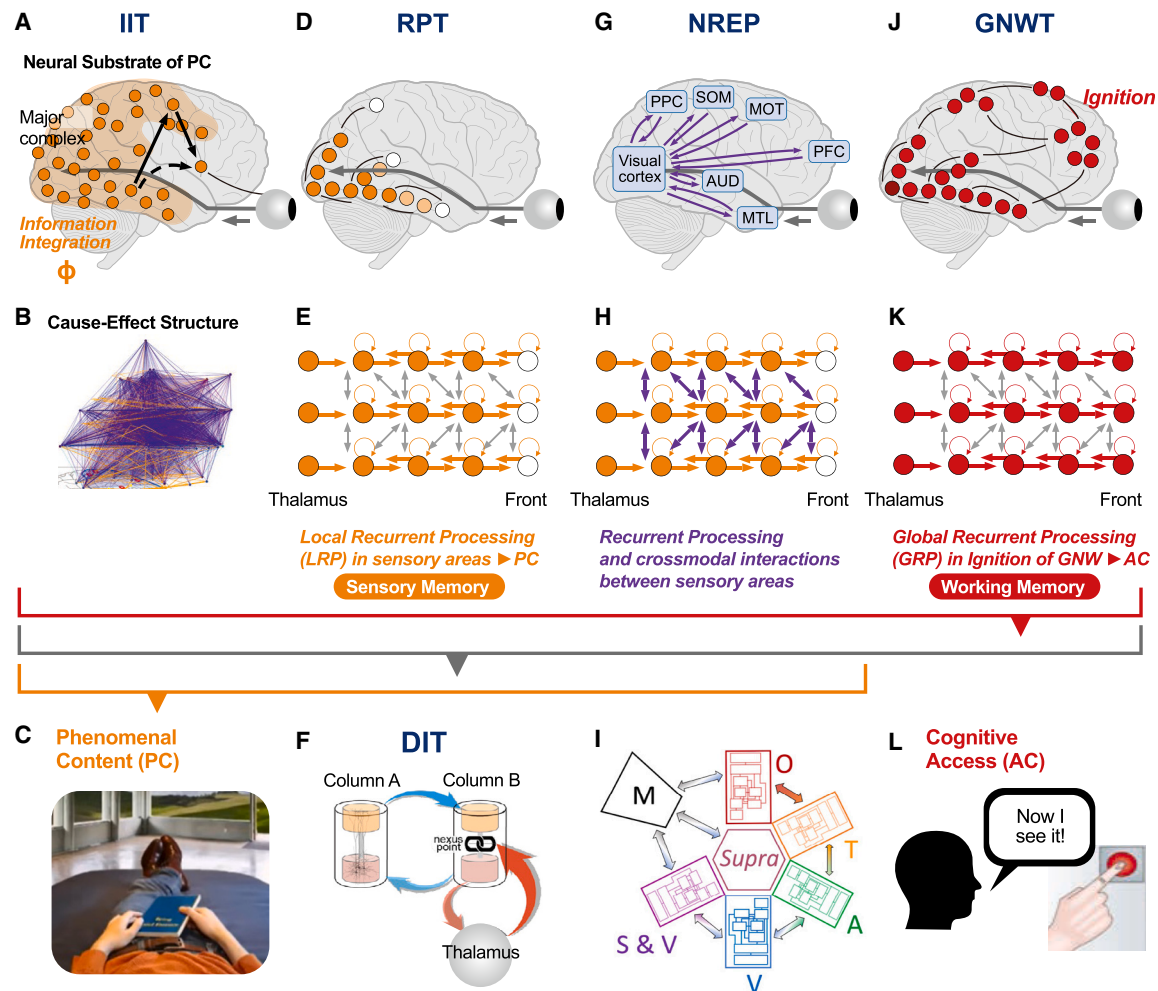 A
IIT
D
RPT
G
NREP
J
GNWT
Neural Substrate of PC
Major
complex
Information
Integration
ϕ
PPC
SOM
MOT
PFC
Visual
cortex
AUD
MTL
Ignition
B
Cause-Effect Structure
E
H
K
Thalamus
Front
Thalamus
Front
Thalamus
Front
Local Recurrent Processing
(LRP) in sensory areas ►PC
Sensory Memory
Recurrent Processing
and crossmodal interactions
between sensory areas
Global Recurrent Processing
(GRP) in Ignition of GNW ►AC
Working Memory
C
Phenomenal
Content (PC)
F
DIT
Column A
Column B
nexus
point
Thalamus
I
M
O
T
Supra
A
S & V
V
L
Cognitive
Access (AC)
Now I
see it!